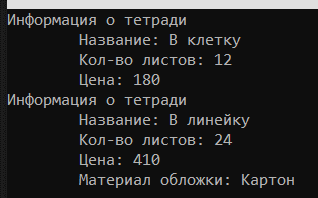 Информация о тетради
Название: В клетку
Кол-во листов: 12
Цена: 180
Информация о тетради
Название: В линейку
Кол-во листов: 24
Цена: 410
Материал обложки: Картон